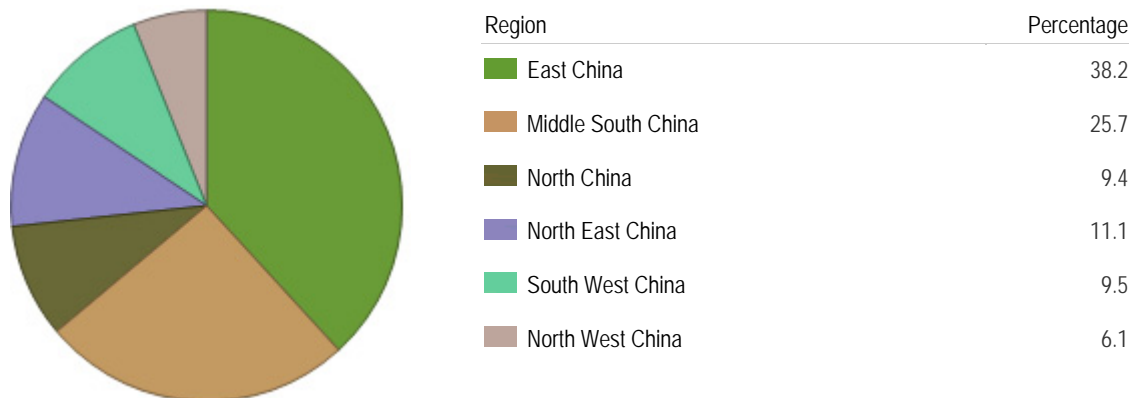 Region Percentage
East China 38.2
Middle South China 25.7
North China 9.4
North East China 11.1
South West China 9.5
North West China 6.1